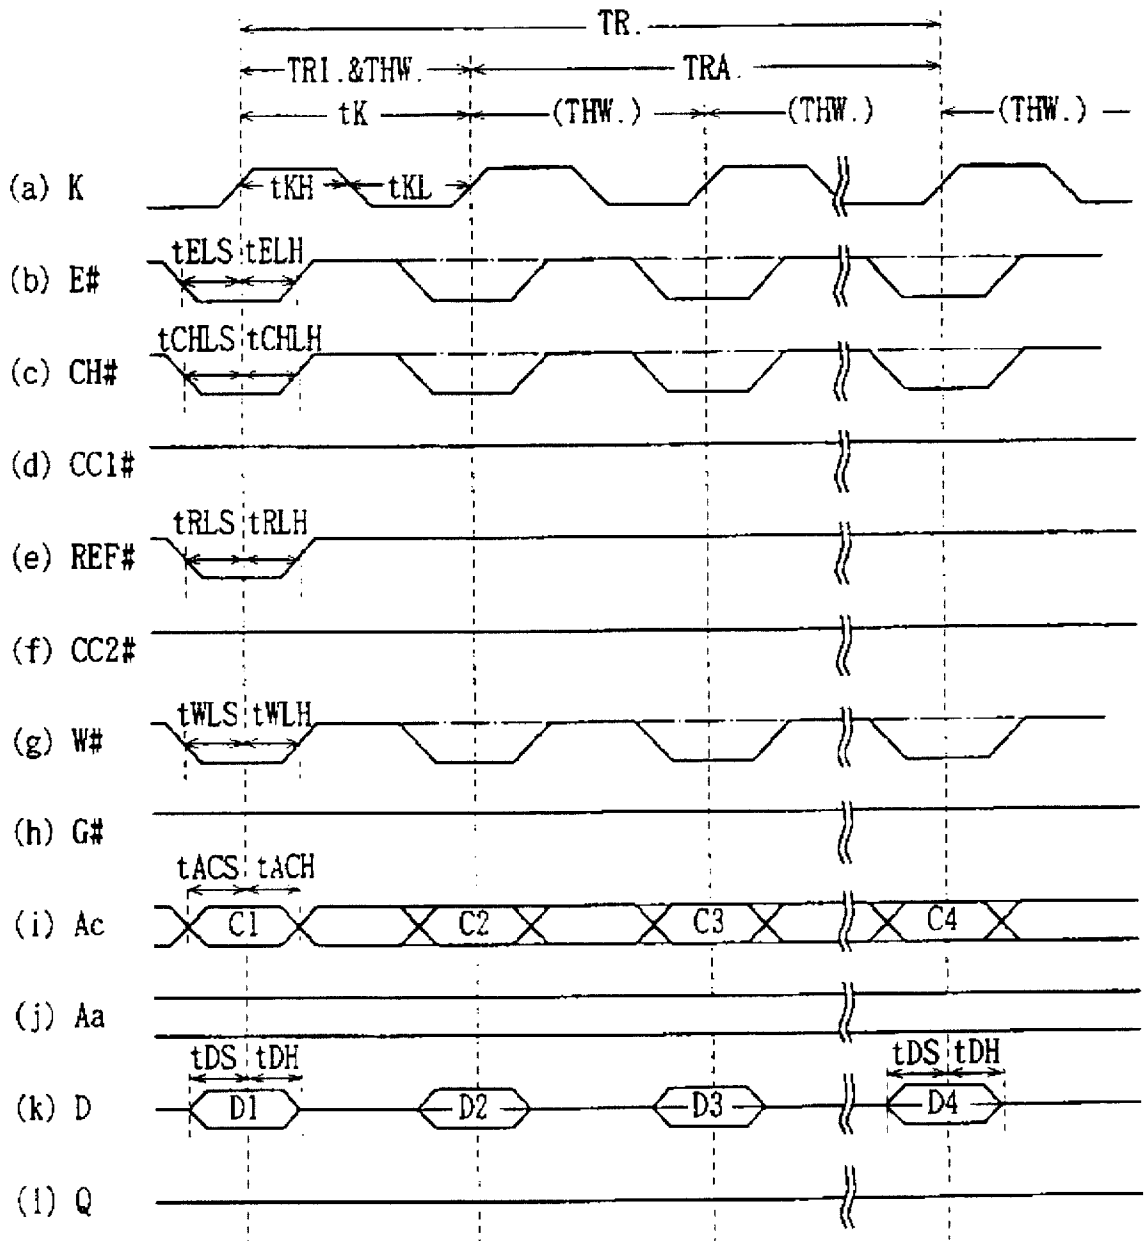 TR.
TRI.&THW. TRA.
tK (THW.) (THW.) (THW.)
(a) K tKH tKL
tELS tELH
(b) E#
tCHLS tCHLH
(c) CH#
(d) CC1#
tRLS tRLH
(e) REF#
(f) CC2#
tWLS tWLH
(g) W#
(h) G#
tACS tACH
(i) Ac C1 C2 C3 C4
(j) Aa
tDS tDH tDS tDH
(k) D D1 D2 D3 D4
(l) Q